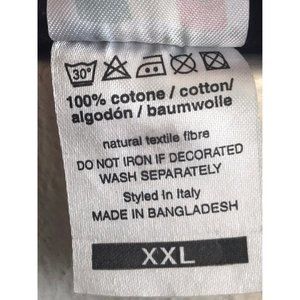 30°
100% cotone / cotton/
algodón / baumwolle
natural textile fibre
DO NOT IRON IF DECORATED
WASH SEPARATELY
Styled in Italy
MADE IN BANGLADESH
XXL